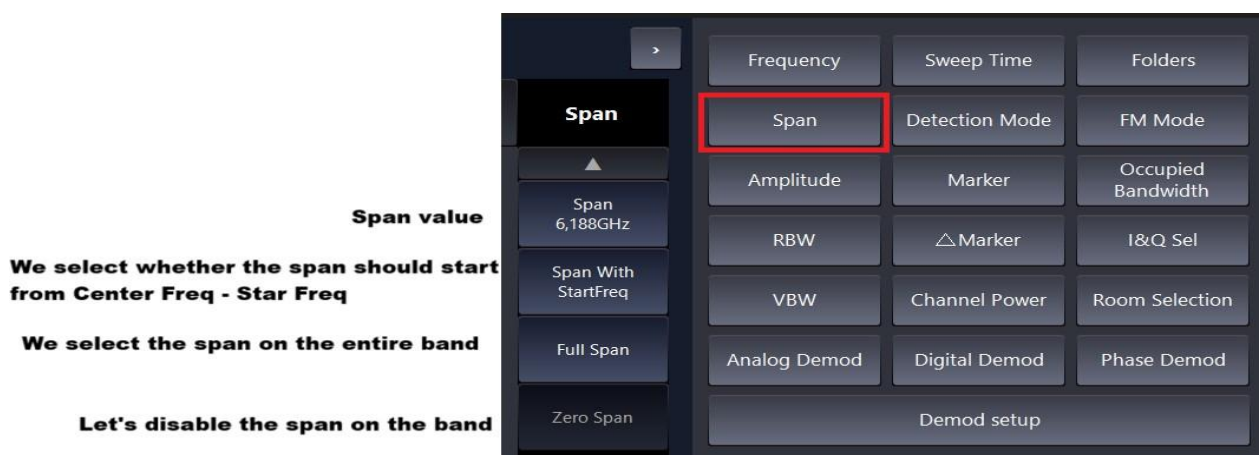 Span value
We select whether the span should start
from Center Freq - Star Freq
We select the span on the entire band
Let's disable the span on the band
›
Span
▲
Span
6,188GHz
Span With
StartFreq
Full Span
Zero Span
Frequency
Sweep Time
Folders
Span
Detection Mode
FM Mode
Amplitude
Marker
Occupied
Bandwidth
RBW
△Marker
I&Q Sel
VBW
Channel Power
Room Selection
Analog Demod
Digital Demod
Phase Demod
Demod setup